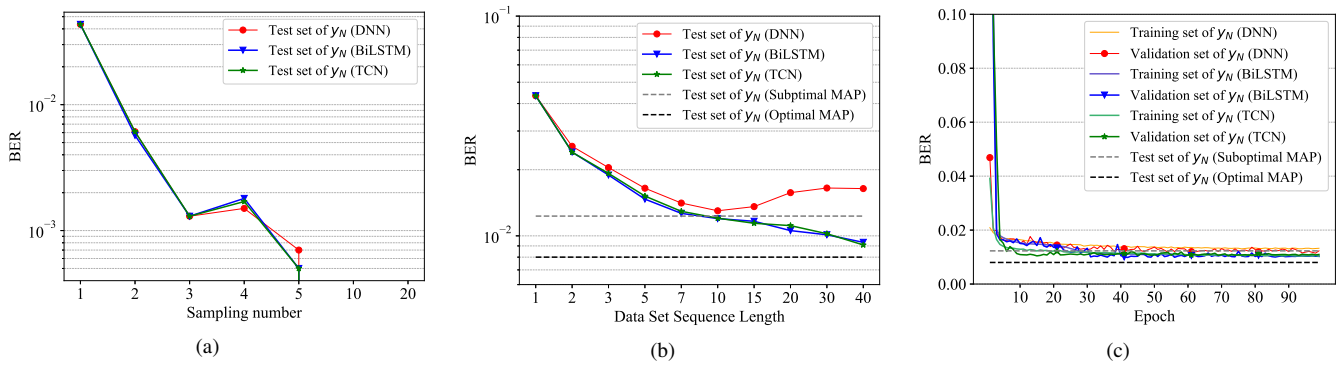 Test set of y_N (DNN)
Test set of y_N (BiLSTM)
Test set of y_N (TCN)
10^{-2}
10^{-3}
BER
1 2 3 4 5 10 20
Sampling number
(a)
Test set of y_N (DNN)
Test set of y_N (BiLSTM)
Test set of y_N (TCN)
Test set of y_N (Subptimal MAP)
Test set of y_N (Optimal MAP)
10^{-1}
10^{-2}
BER
1 2 3 5 7 10 15 20 30 40
Data Set Sequence Length
(b)
Training set of y_N (DNN)
Validation set of y_N (DNN)
Training set of y_N (BiLSTM)
Validation set of y_N (BiLSTM)
Training set of y_N (TCN)
Validation set of y_N (TCN)
Test set of y_N (Suboptimal MAP)
Test set of y_N (Optimal MAP)
0.10
0.08
0.06
0.04
0.02
0.00
BER
10 20 30 40 50 60 70 80 90
Epoch
(c)